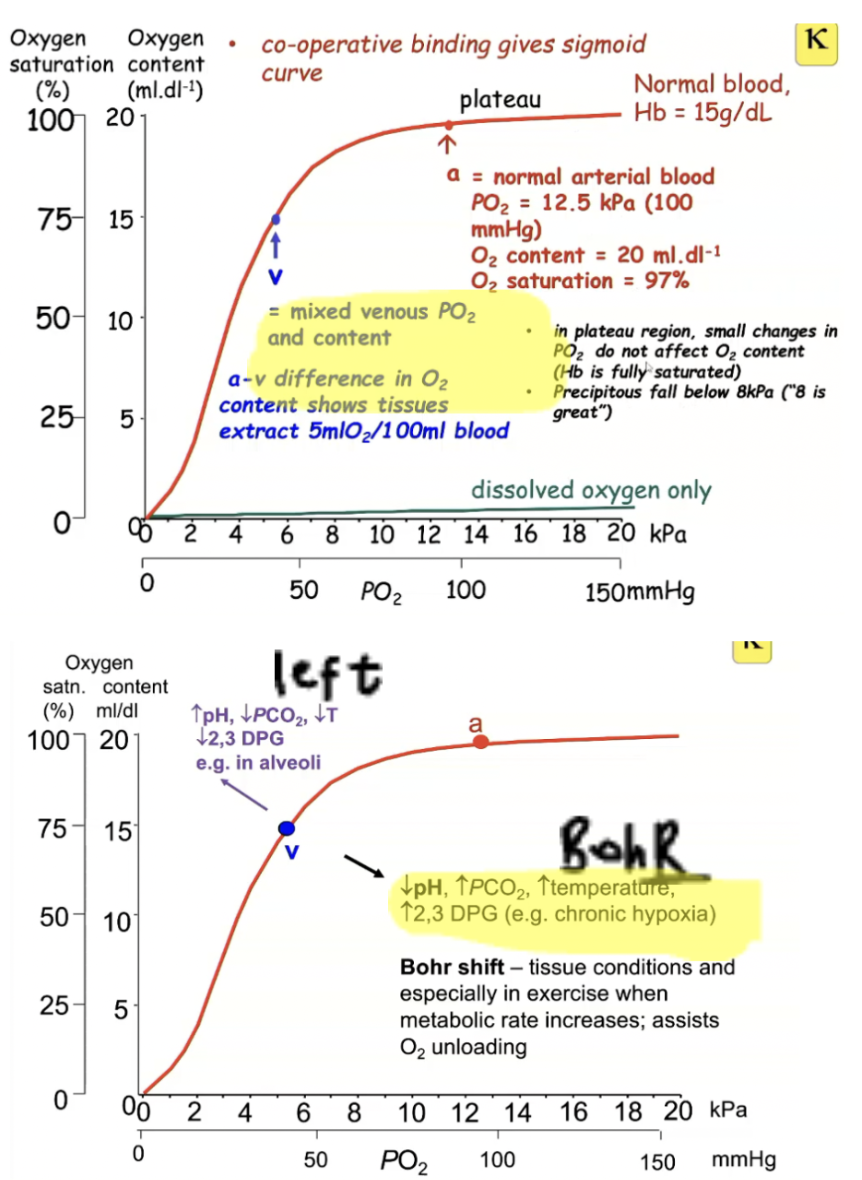 Oxygen
saturation
(%)
Oxygen
content
(ml.dl⁻¹)
• co-operative binding gives sigmoid
curve
K
Normal blood,
Hb = 15g/dL
plateau
100
20
a = normal arterial blood
PO₂ = 12.5 kPa (100
mmHg)
O₂ content = 20 ml.dl⁻¹
O₂ saturation = 97%
75
15
v
= mixed venous PO₂
and content
50
10
• in plateau region, small changes in
PO₂ do not affect O₂ content
(Hb is fully saturated)
• Precipitous fall below 8kPa ("8 is
great")
a-v difference in O₂
content shows tissues
extract 5mlO₂/100ml blood
25
5
dissolved oxygen only
0
0
0 2 4 6 8 10 12 14 16 18 20 kPa
0 50 PO₂ 100 150mmHg
K
left
Oxygen
satn. content
(%) ml/dl
↑pH, ↓PCO₂, ↓T
↓2,3 DPG
e.g. in alveoli
a
100 20
75 15
v
BohR
↓pH, ↑PCO₂, ↑temperature,
↑2,3 DPG (e.g. chronic hypoxia)
50 10
Bohr shift – tissue conditions and
especially in exercise when
metabolic rate increases; assists
O₂ unloading
25 5
0 0
0 2 4 6 8 10 12 14 16 18 20 kPa
0 50 PO₂ 100 150 mmHg